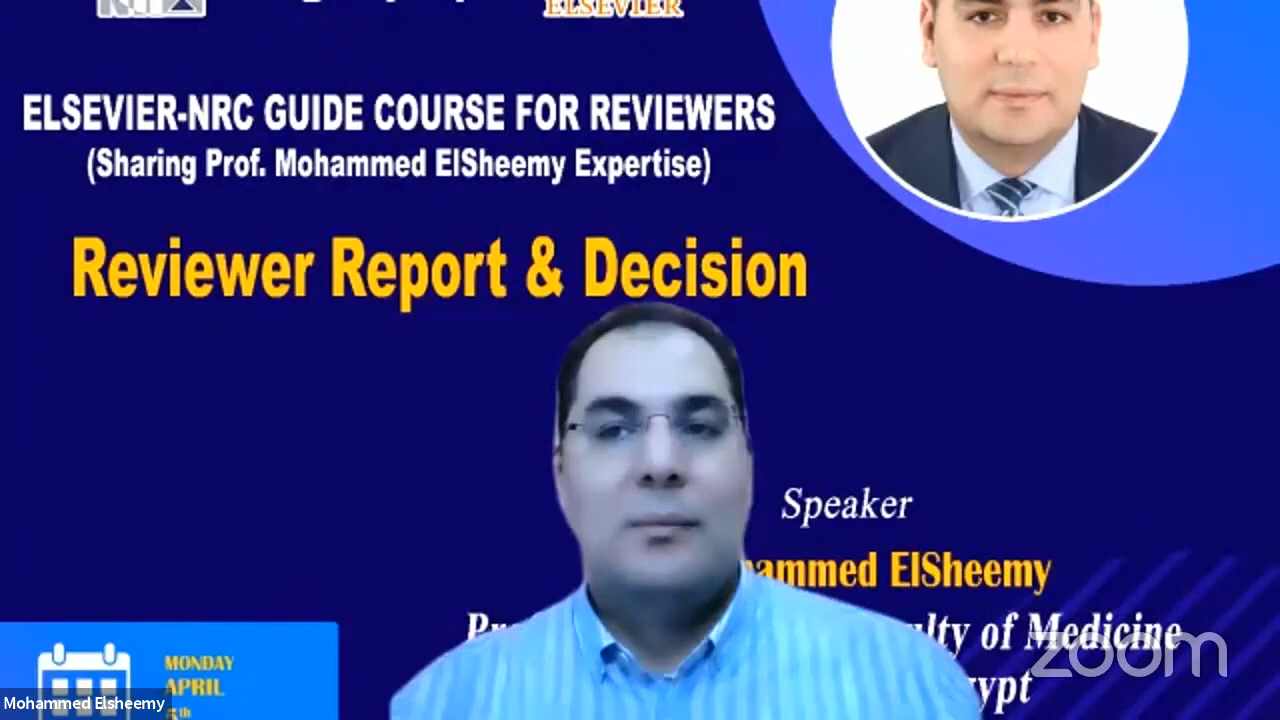 ELSEVIER
ELSEVIER-NRC GUIDE COURSE FOR REVIEWERS
(Sharing Prof. Mohammed ElSheemy Expertise)
Reviewer Report & Decision
Speaker
ammed ElSheemy
ulty of Medicine
zoom
ypt
MONDAY
APRIL
5th
Mohammed Elsheemy